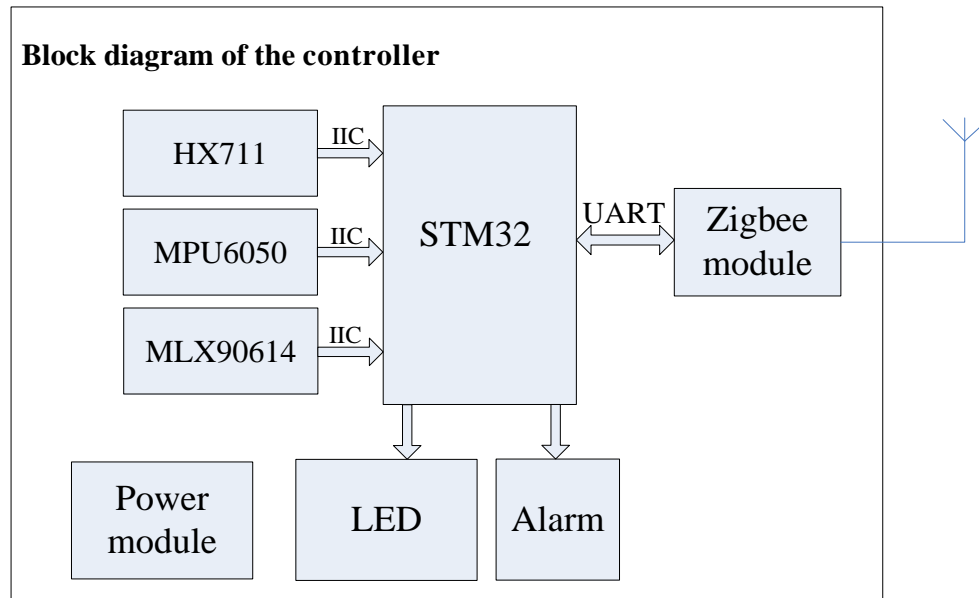 Block diagram of the controller
HX711
IIC
MPU6050
IIC
MLX90614
IIC
STM32
UART
Zigbee
module
Power
module
LED
Alarm